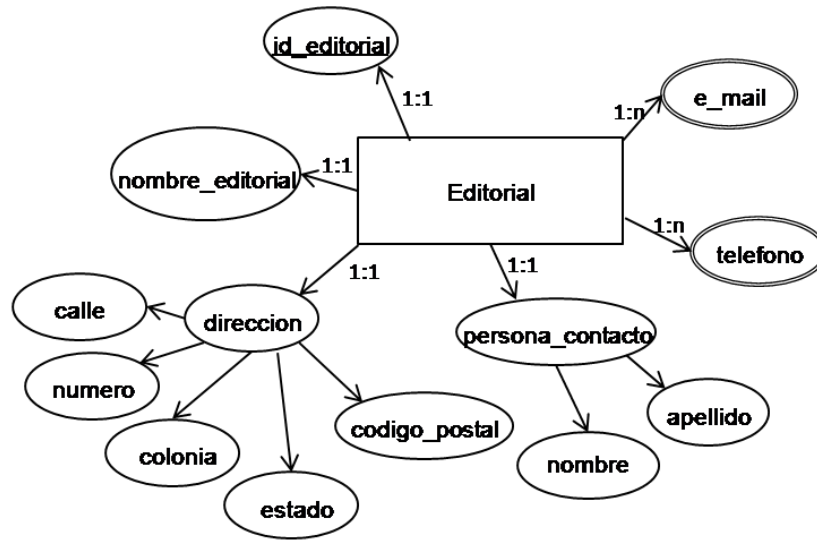 id_editorial
1:1
e_mail
1:n
nombre_editorial
1:1
Editorial
1:n
telefono
1:1
1:1
calle
direccion
persona_contacto
numero
codigo_postal
apellido
colonia
nombre
estado